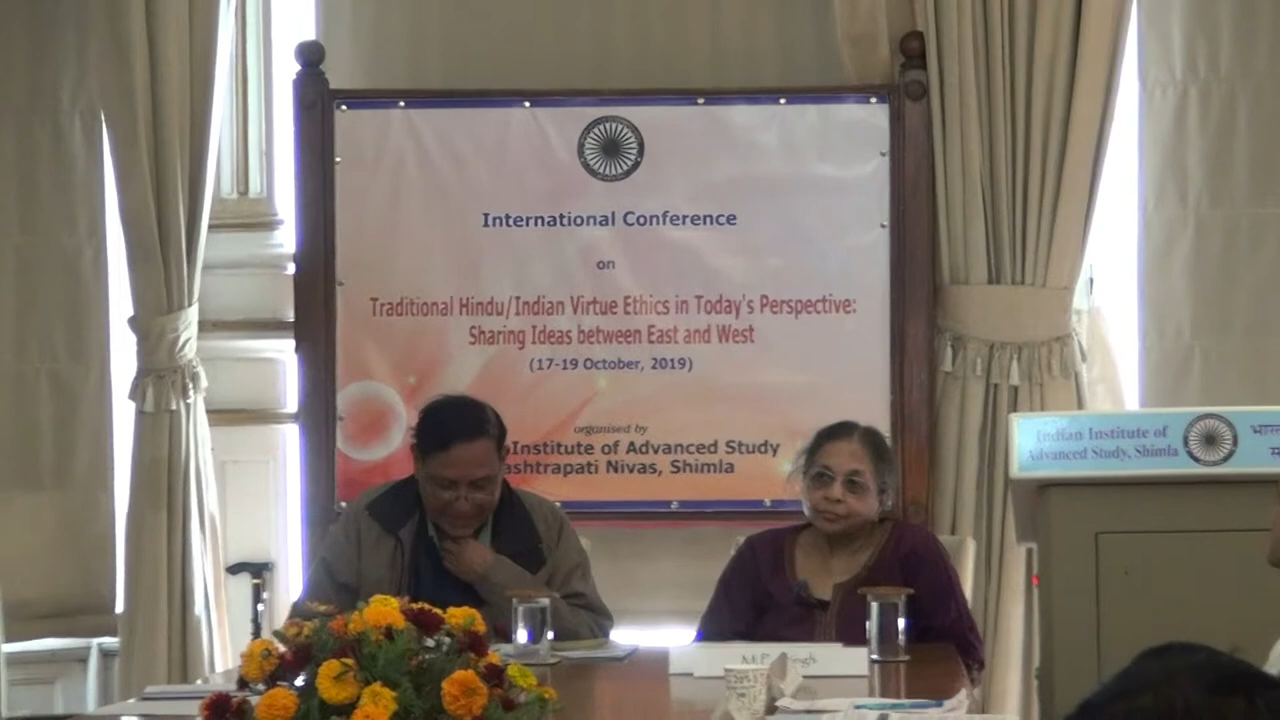 International Conference
on
Traditional Hindu/Indian Virtue Ethics in Today's Perspective:
Sharing Ideas between East and West
(17-19 October, 2019)
organised by
Institute of Advanced Study
ashtrapati Nivas, Shimla
Indian Institute of
Advanced Study, Shimla